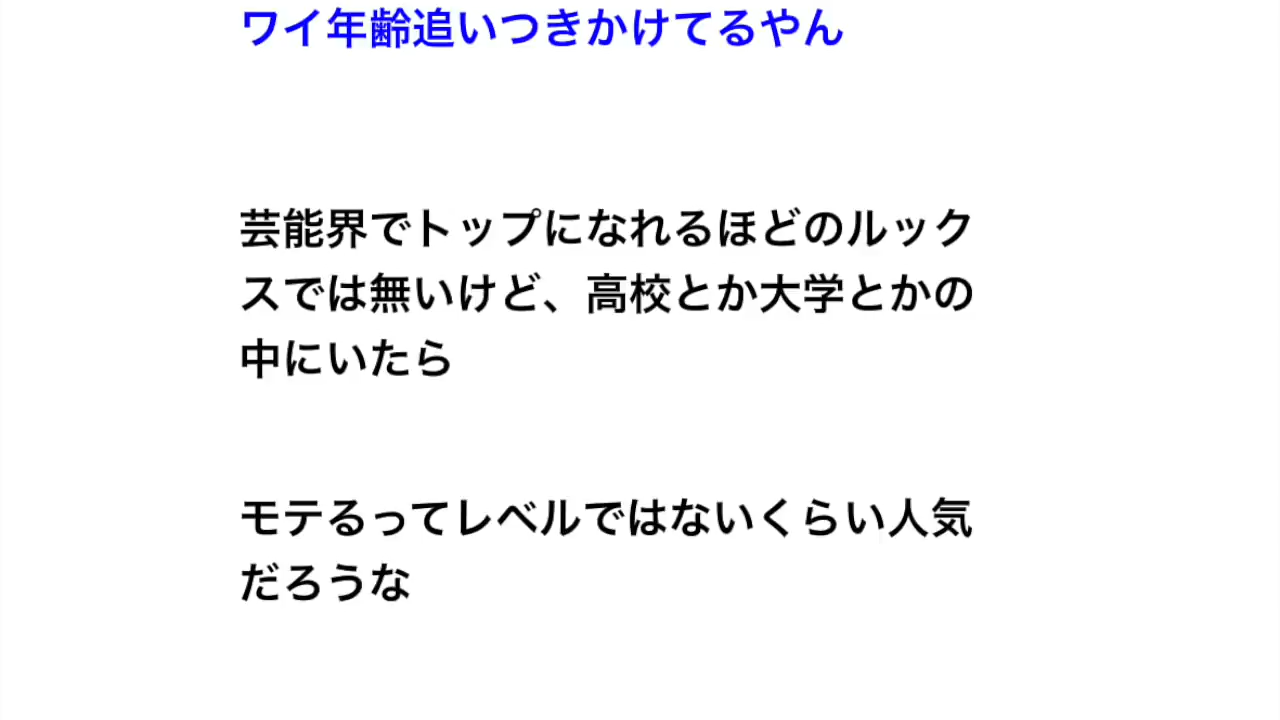 ワイ年齢追いつきかけてるやん
芸能界でトップになれるほどのルック
スでは無いけど、高校とか大学とかの
中にいたら
モテるってレベルではないくらい人気
だろうな